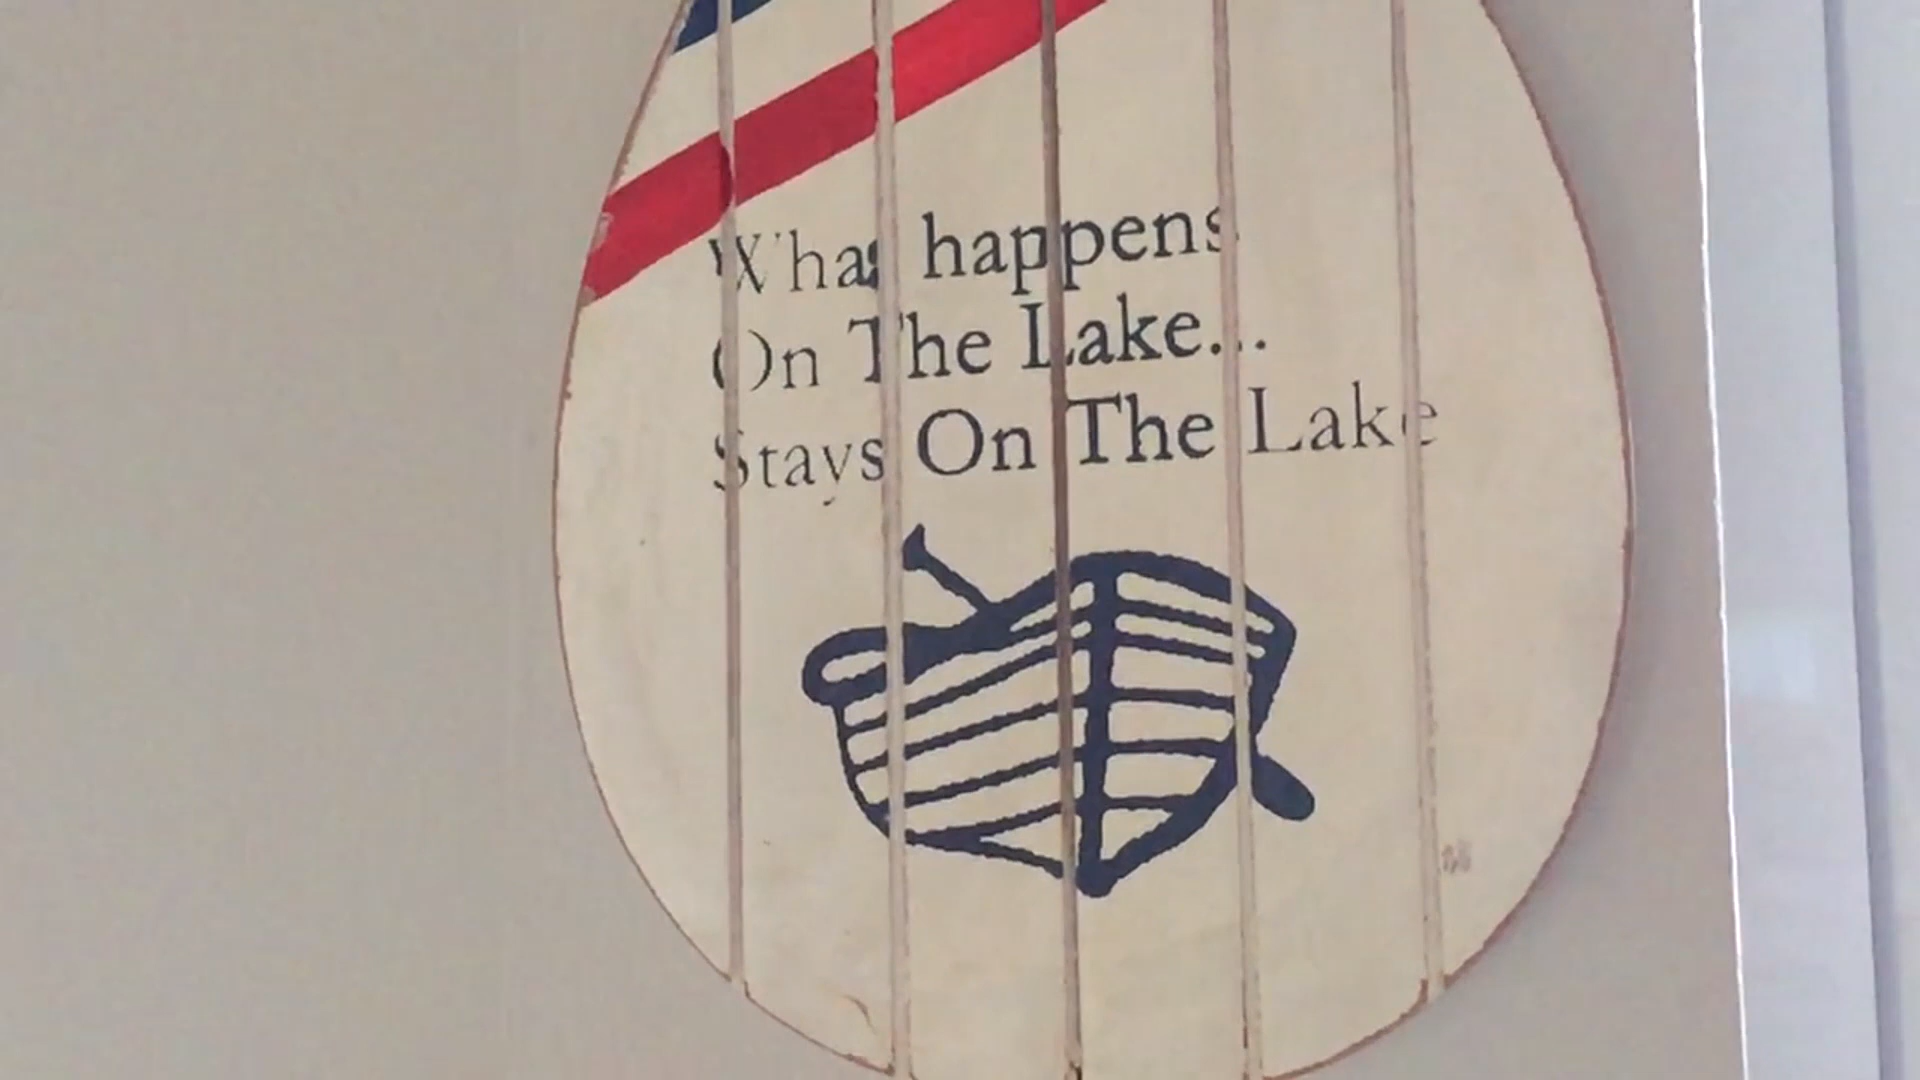 What happens
On The Lake...
Stays On The Lake